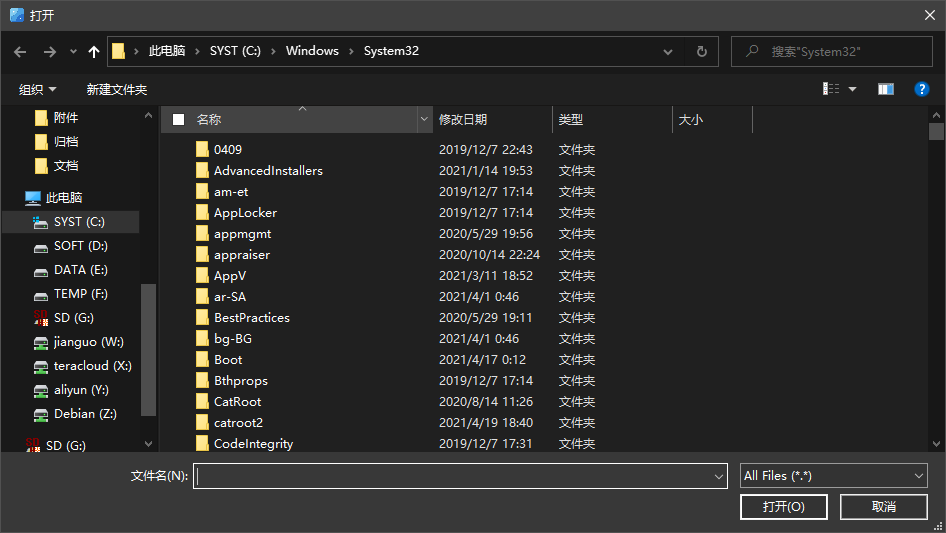 打开
此电脑 › SYST (C:) › Windows › System32
搜索"System32"
组织 新建文件夹
附件
归档
文档
此电脑
SYST (C:)
SOFT (D:)
DATA (E:)
TEMP (F:)
SD (G:)
jianguo (W:)
teracloud (X:)
aliyun (Y:)
Debian (Z:)
SD (G:)
名称 修改日期 类型 大小
0409 2019/12/7 22:43 文件夹
AdvancedInstallers 2021/1/14 19:53 文件夹
am-et 2019/12/7 17:14 文件夹
AppLocker 2019/12/7 17:14 文件夹
appmgmt 2020/5/29 19:56 文件夹
appraiser 2020/10/14 22:24 文件夹
AppV 2021/3/11 18:52 文件夹
ar-SA 2021/4/1 0:46 文件夹
BestPractices 2020/5/29 19:11 文件夹
bg-BG 2021/4/1 0:46 文件夹
Boot 2021/4/17 0:12 文件夹
Bthprops 2019/12/7 17:14 文件夹
CatRoot 2020/8/14 11:26 文件夹
catroot2 2021/4/19 18:40 文件夹
CodeIntegrity 2019/12/7 17:31 文件夹
文件名(N):
All Files (*.*)
打开(O) 取消